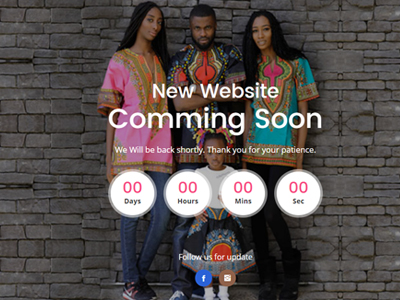 New Website
Comming Soon
We Will be back shortly. Thank you for your patience.
00 00 00 00
Days Hours Mins Sec
Follow us for update
f